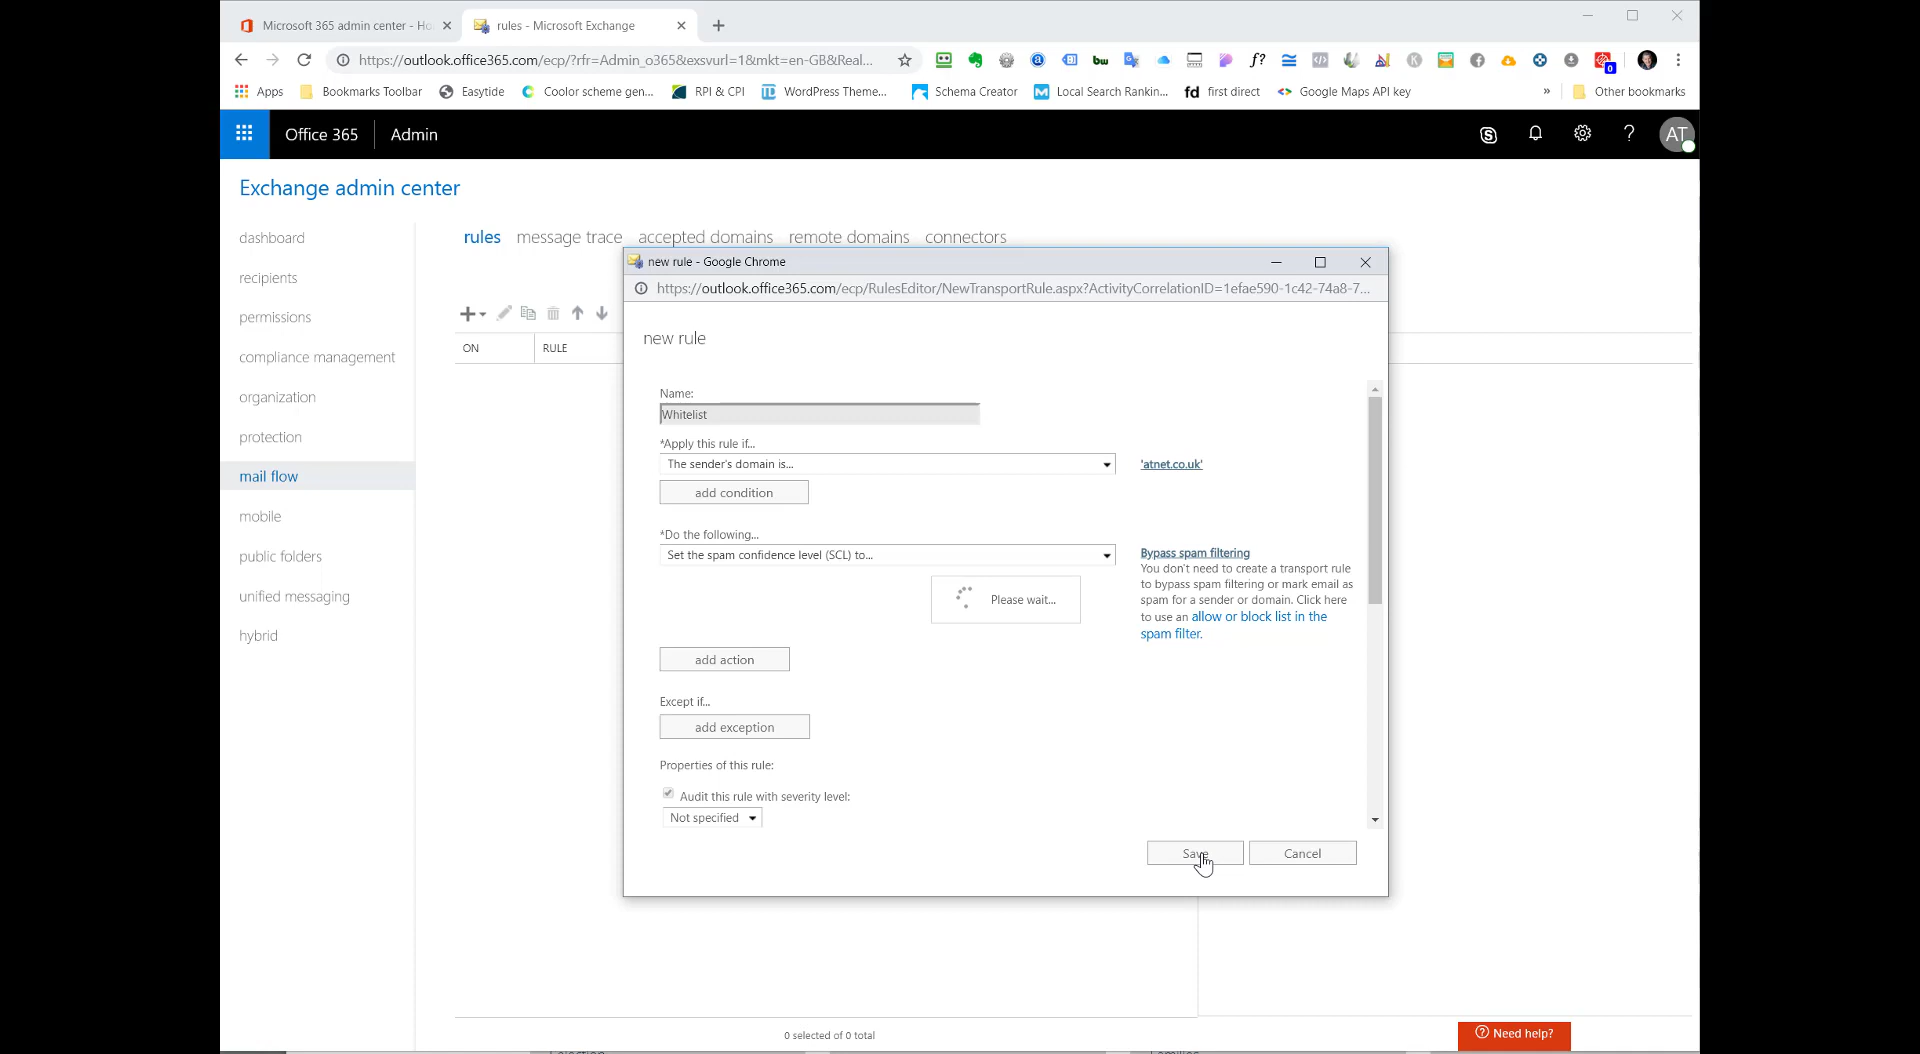 Microsoft 365 admin center - Ho
rules - Microsoft Exchange
https://outlook.office365.com/ecp/?rfr=Admin_o365&exsvurl=1&mkt=en-GB&Real...
bw
f?
0
Apps
Bookmarks Toolbar
Easytide
Coolor scheme gen...
RPI & CPI
WordPress Theme...
Schema Creator
Local Search Rankin...
fd first direct
Google Maps API key
»
Other bookmarks
Office 365
Admin
?
AT
Exchange admin center
dashboard
recipients
permissions
compliance management
organization
protection
mail flow
mobile
public folders
unified messaging
hybrid
rules message trace accepted domains remote domains connectors
ON RULE
new rule - Google Chrome
https://outlook.office365.com/ecp/RulesEditor/NewTransportRule.aspx?ActivityCorrelationID=1efae590-1c42-74a8-7...
new rule
Name:
Whitelist
*Apply this rule if...
The sender's domain is...
'atnet.co.uk'
add condition
*Do the following...
Set the spam confidence level (SCL) to...
Bypass spam filtering
You don't need to create a transport rule
to bypass spam filtering or mark email as
spam for a sender or domain. Click here
to use an allow or block list in the
spam filter.
Please wait...
add action
Except if...
add exception
Properties of this rule:
Audit this rule with severity level:
Not specified
Save
Cancel
0 selected of 0 total
Need help?